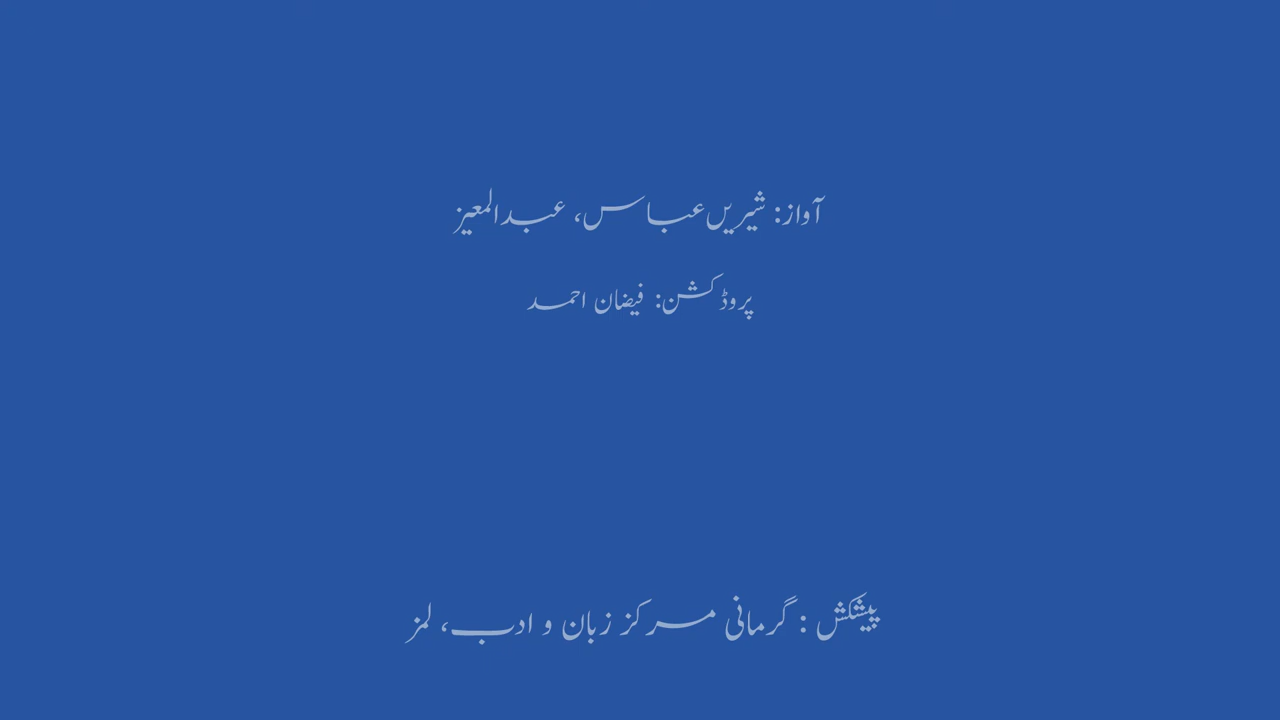 آواز: شیریں عباس، عبدالمعیز
پروڈکشن: فیضان احمد
پیشکش : گرمانی مرکز زبان و ادب، لمز